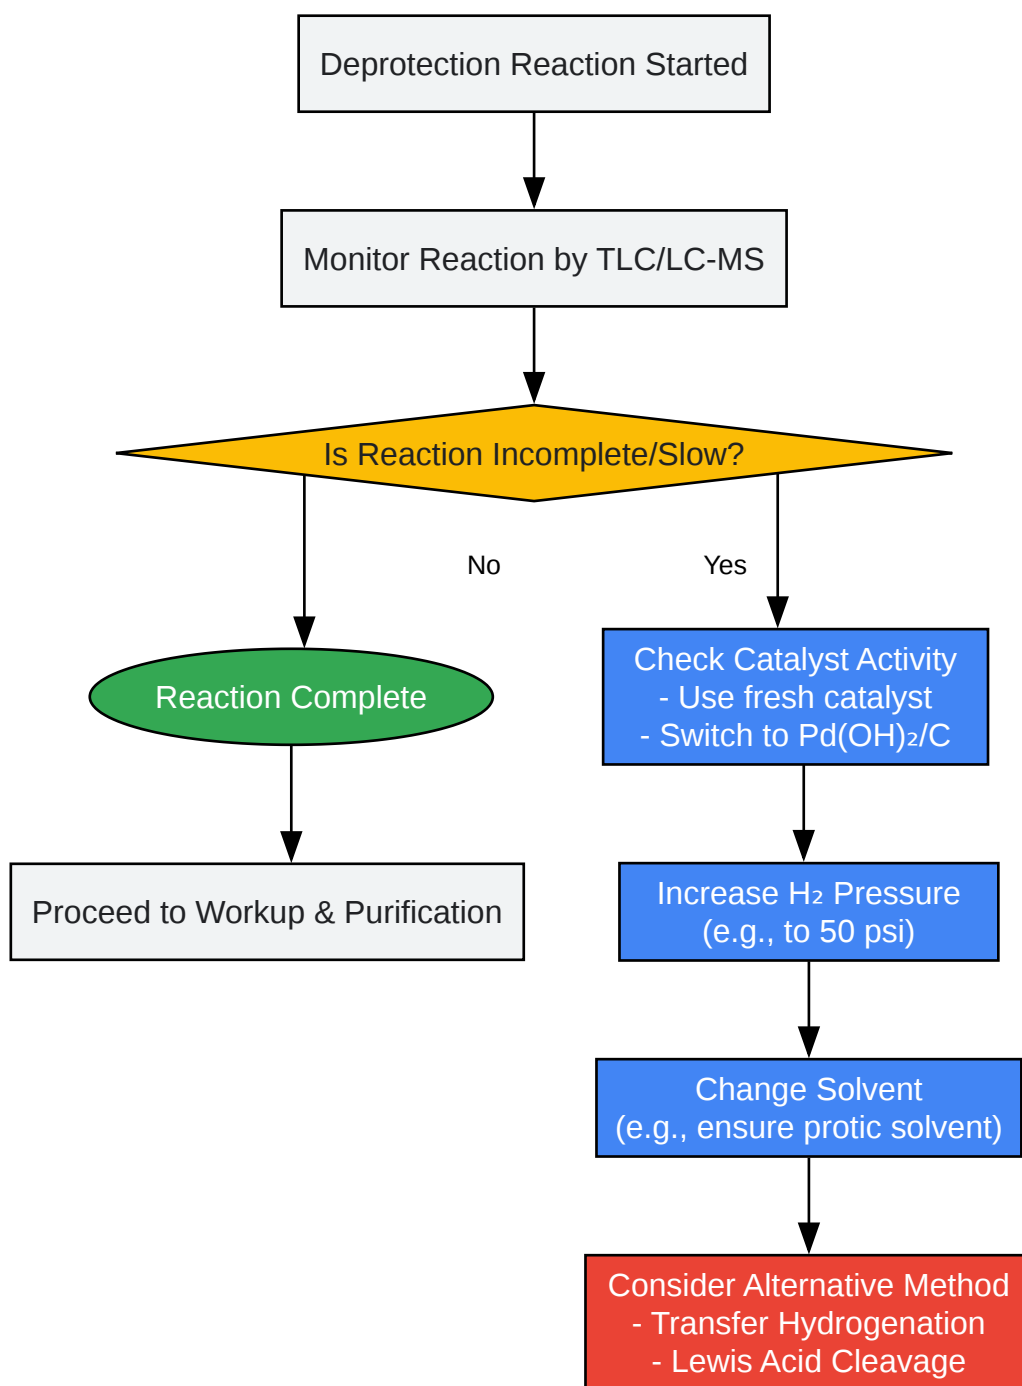 Deprotection Reaction Started
Monitor Reaction by TLC/LC-MS
Is Reaction Incomplete/Slow?
No
Yes
Reaction Complete
Proceed to Workup & Purification
Check Catalyst Activity
- Use fresh catalyst
- Switch to Pd(OH)₂/C
Increase H₂ Pressure
(e.g., to 50 psi)
Change Solvent
(e.g., ensure protic solvent)
Consider Alternative Method
- Transfer Hydrogenation
- Lewis Acid Cleavage